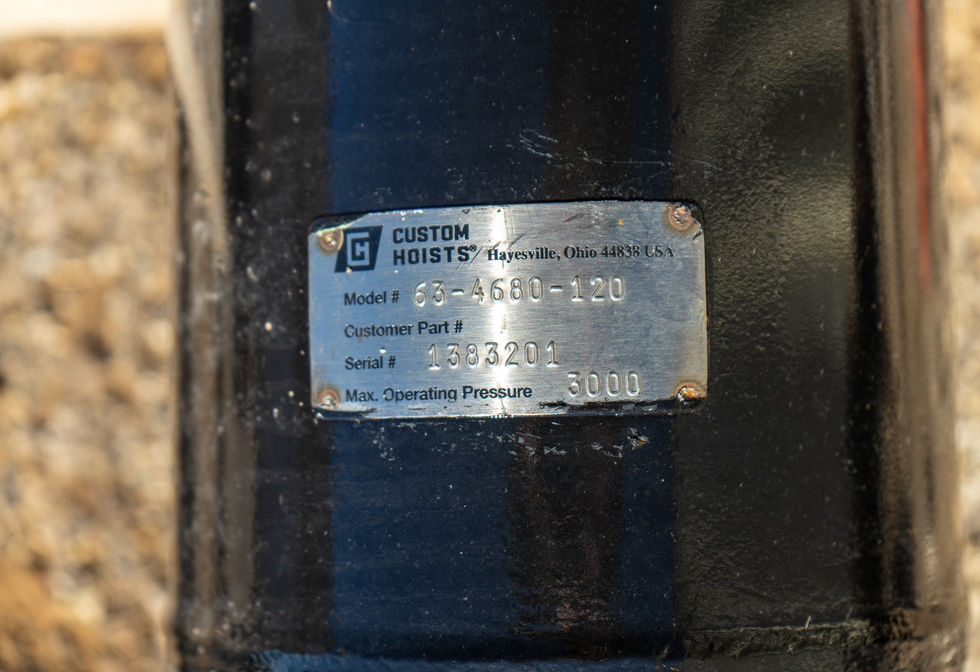 CUSTOM
HOISTS® Hayesville, Ohio 44838 USA
Model # 63-4680-120
Customer Part #
Serial # 1383201
Max. Operating Pressure 3000